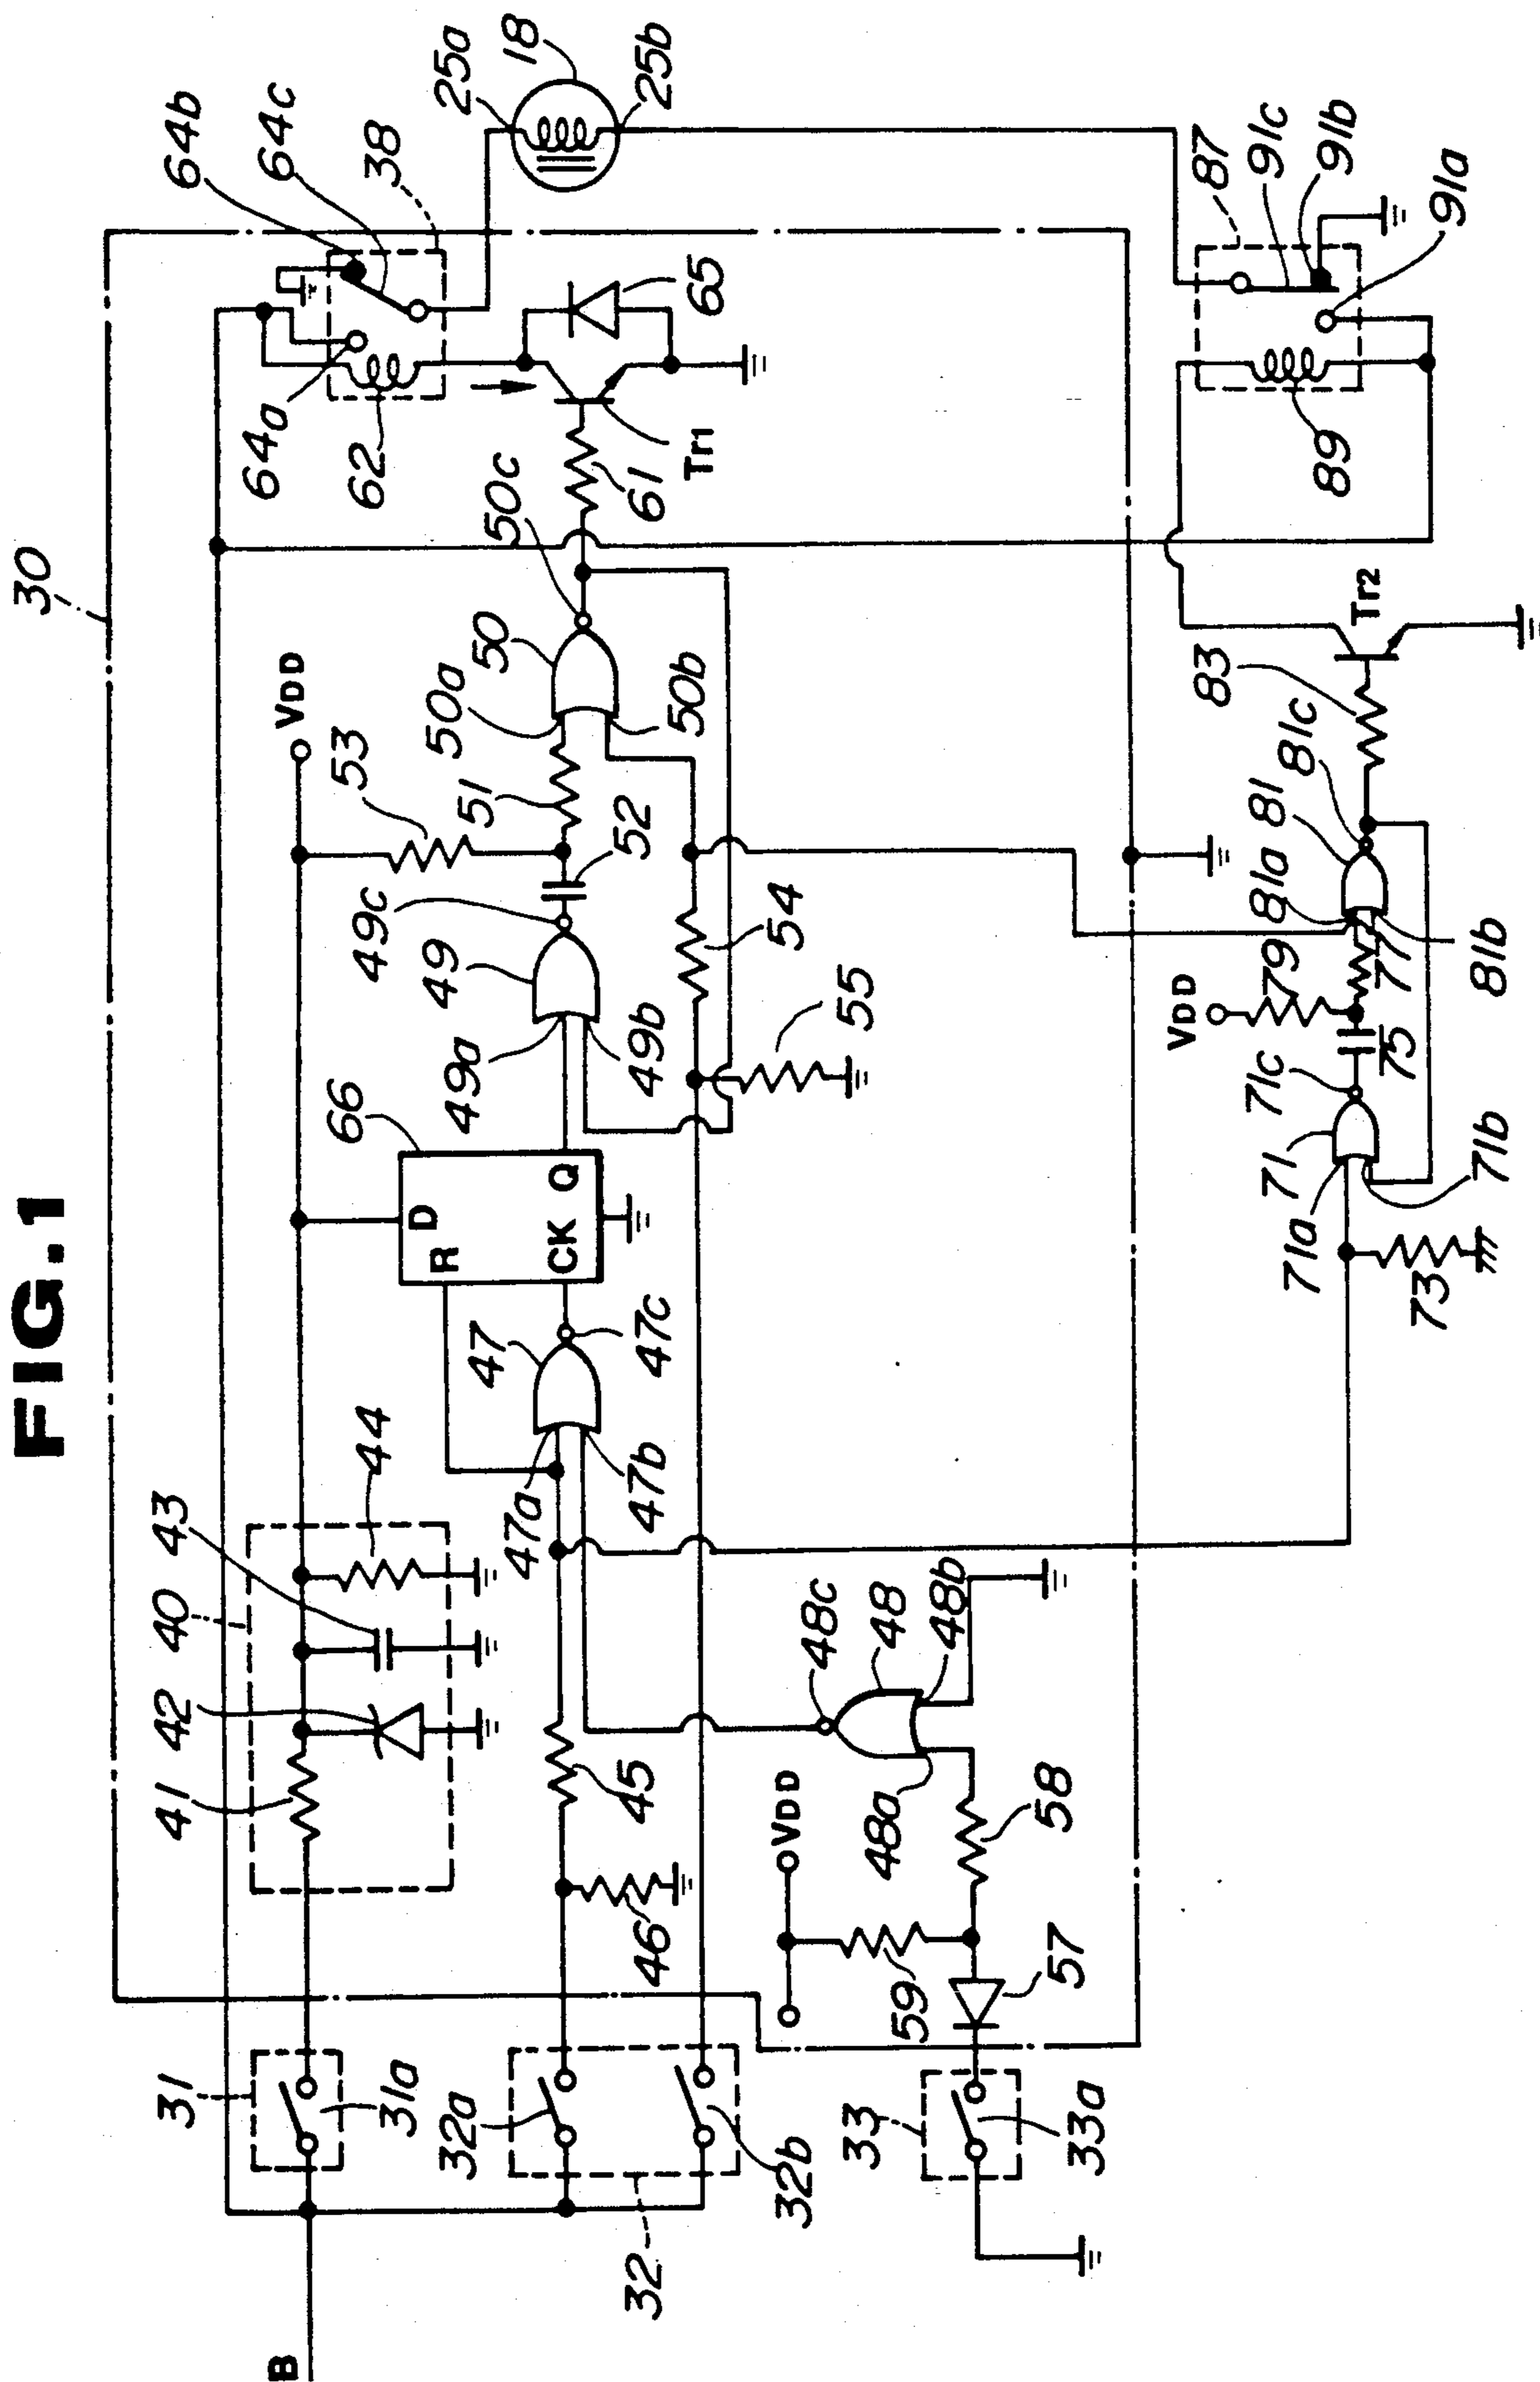 FIG.1
30
B
31
31a
32
32a
32b
33
33a
40
41
42
43
44
45
46
47
47a
47b
47c
48
48a
48b
48c
57
58
59
VDD
66
D
R
CK
Q
49
49a
49b
49c
50
50a
50b
50c
51
52
53
54
55
VDD
61
Tr1
62
64a
64b
64c
38
65
25a
18
25b
71
71a
71b
71c
73
75
77
79
VDD
81
81a
81b
81c
83
Tr2
87
89
91a
91b
91c